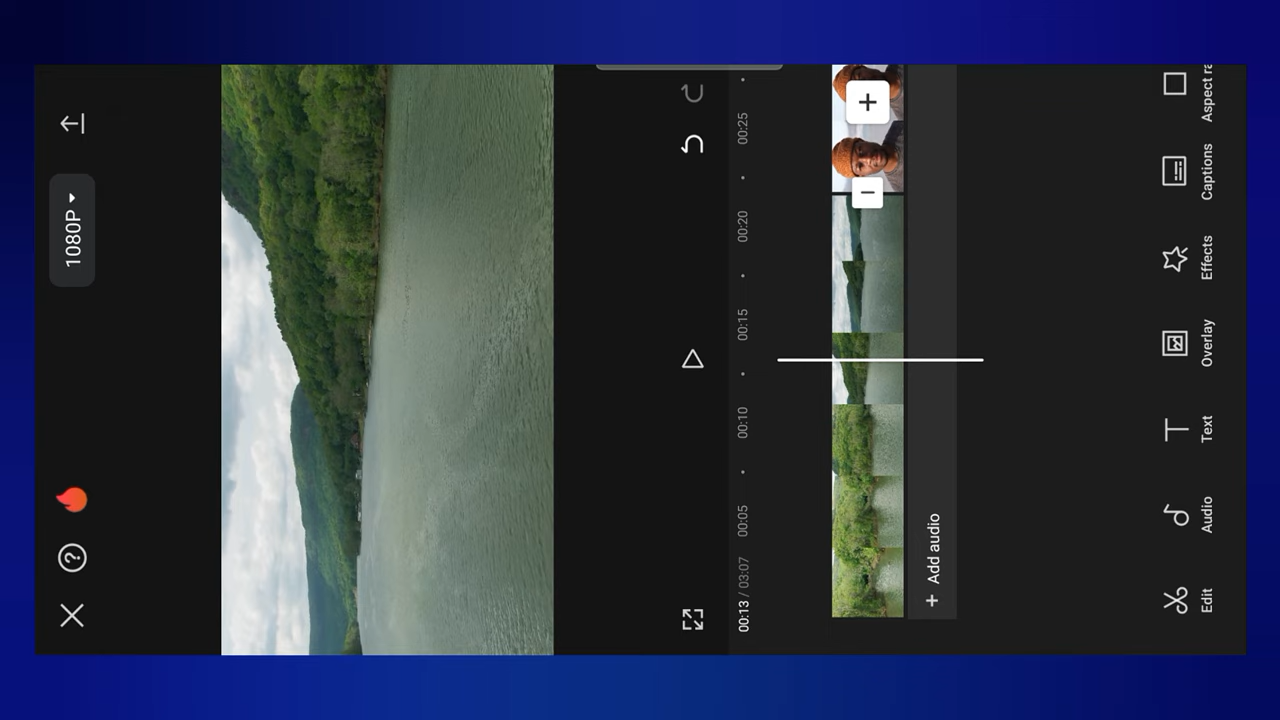 1080P
00:13 / 03:07
00:05
00:10
00:15
00:20
00:25
+ Add audio
Edit
Audio
Text
Overlay
Effects
Captions
Aspect ra